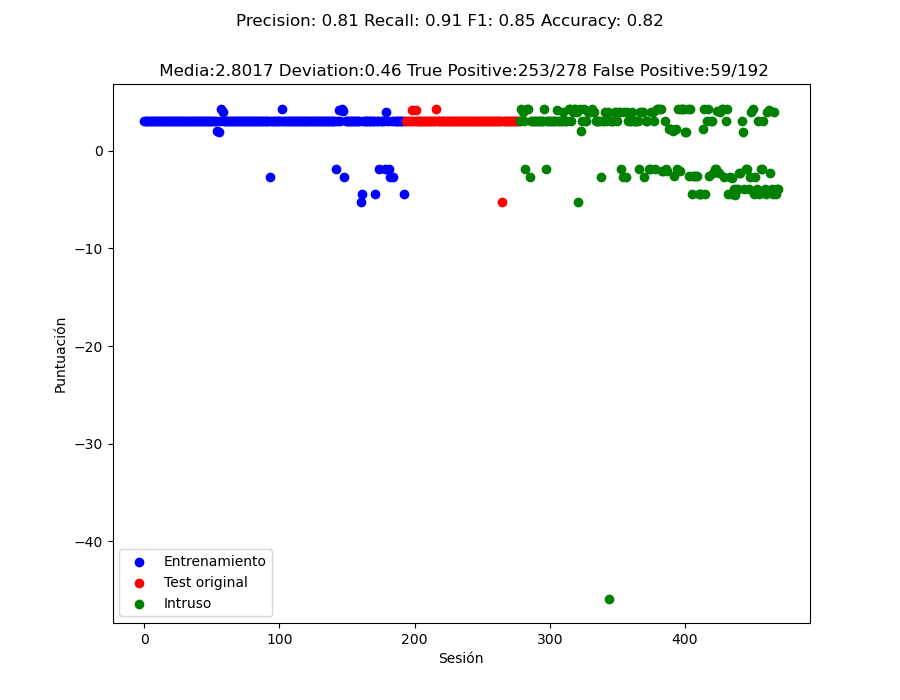 Precision: 0.81 Recall: 0.91 F1: 0.85 Accuracy: 0.82
Media:2.8017 Deviation:0.46 True Positive:253/278 False Positive:59/192
0
−10
−20
−30
−40
Puntuación
Entrenamiento
Test original
Intruso
0 100 200 300 400
Sesión